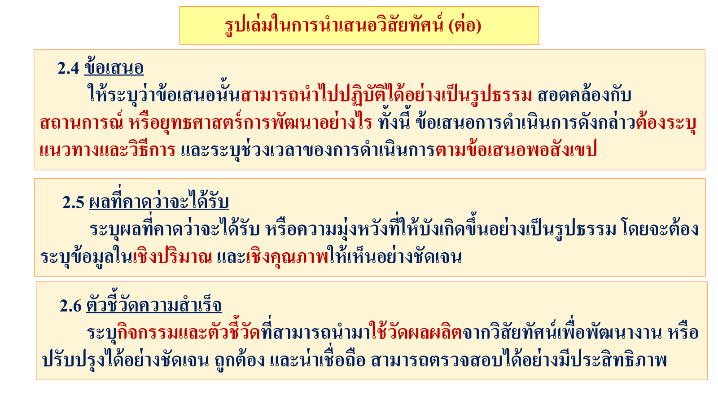 รูปเล่มในการนำเสนอวิสัยทัศน์ (ต่อ)
2.4 ข้อเสนอ
ให้ระบุว่าข้อเสนอนั้นสามารถนำไปปฏิบัติได้อย่างเป็นรูปธรรม สอดคล้องกับ
สถานการณ์ หรือยุทธศาสตร์การพัฒนาอย่างไร ทั้งนี้ ข้อเสนอการดำเนินการดังกล่าวต้องระบุ
แนวทางและวิธีการ และระบุช่วงเวลาของการดำเนินการตามข้อเสนอพอสังเขป
2.5 ผลที่คาดว่าจะได้รับ
ระบุผลที่คาดว่าจะได้รับ หรือความมุ่งหวังที่ให้บังเกิดขึ้นอย่างเป็นรูปธรรม โดยจะต้อง
ระบุข้อมูลในเชิงปริมาณ และเชิงคุณภาพให้เห็นอย่างชัดเจน
2.6 ตัวชี้วัดความสำเร็จ
ระบุกิจกรรมและตัวชี้วัดที่สามารถนำมาใช้วัดผลผลิตจากวิสัยทัศน์เพื่อพัฒนางาน หรือ
ปรับปรุงได้อย่างชัดเจน ถูกต้อง และน่าเชื่อถือ สามารถตรวจสอบได้อย่างมีประสิทธิภาพ